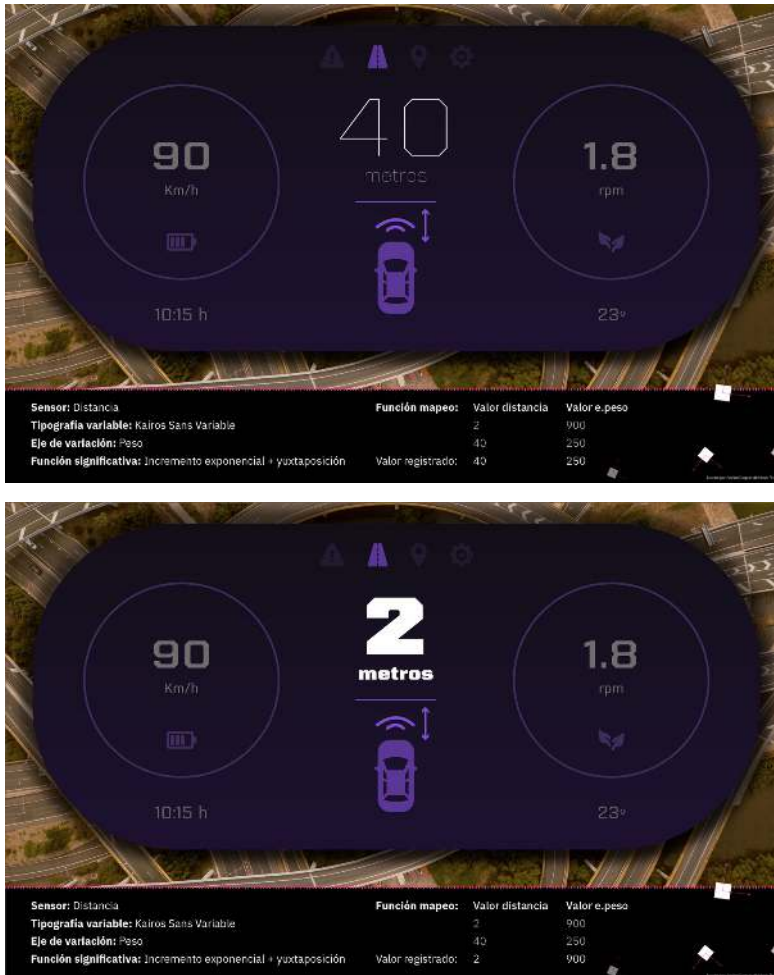 40
metros
90
Km/h
1.8
rpm
10:15 h
23º
Sensor: Distancia
Tipografía variable: Kairos Sans Variable
Eje de variación: Peso
Función significativa: Incremento exponencial + yuxtaposición
Función mapeo: Valor distancia Valor e.peso
2 900
40 250
Valor registrado: 40 250
2
metros
90
Km/h
1.8
rpm
10:15 h
23º
Sensor: Distancia
Tipografía variable: Kairos Sans Variable
Eje de variación: Peso
Función significativa: Incremento exponencial + yuxtaposición
Función mapeo: Valor distancia Valor e.peso
2 900
40 250
Valor registrado: 2 900